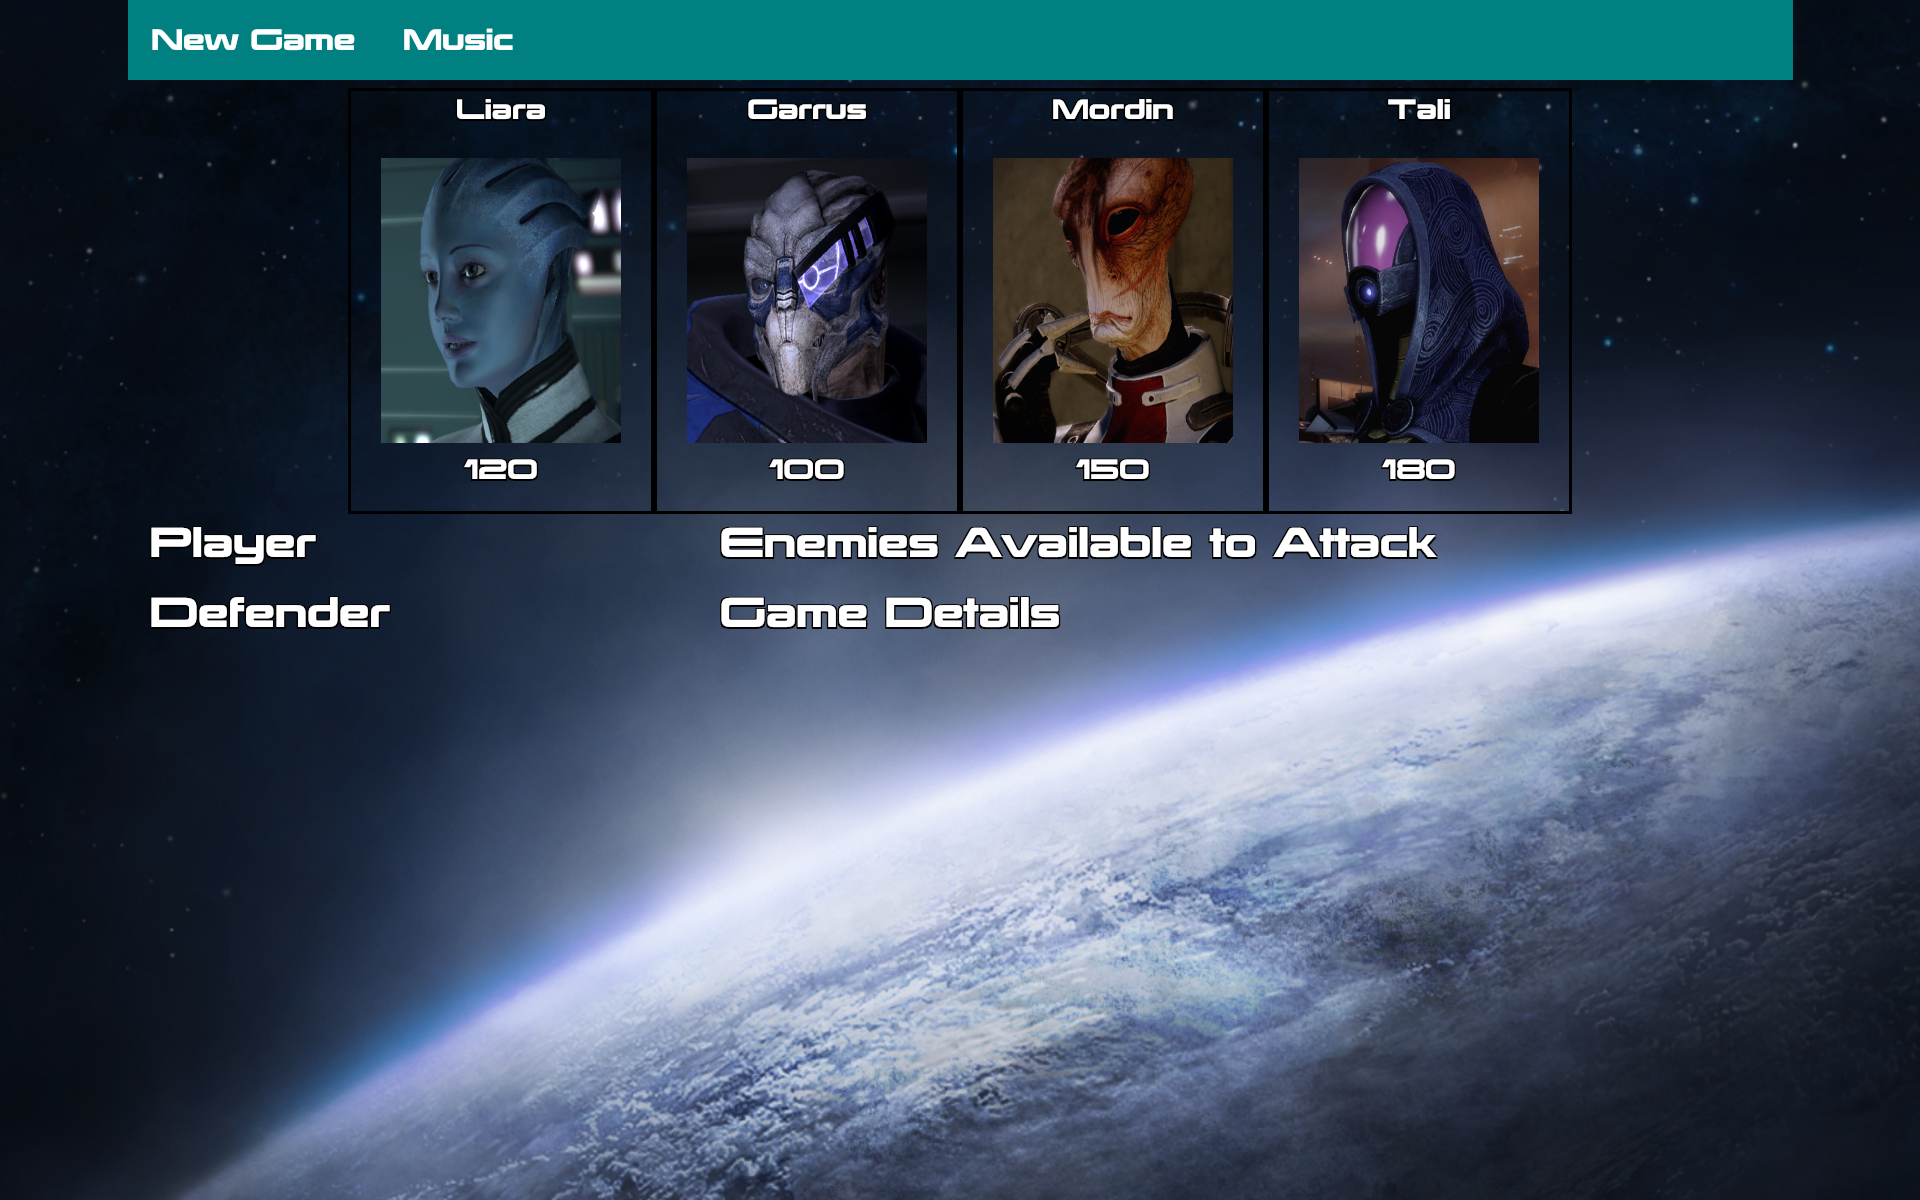 New Game Music
Liara Garrus Mordin Tali
120 100 150 180
Player Enemies Available to Attack
Defender Game Details